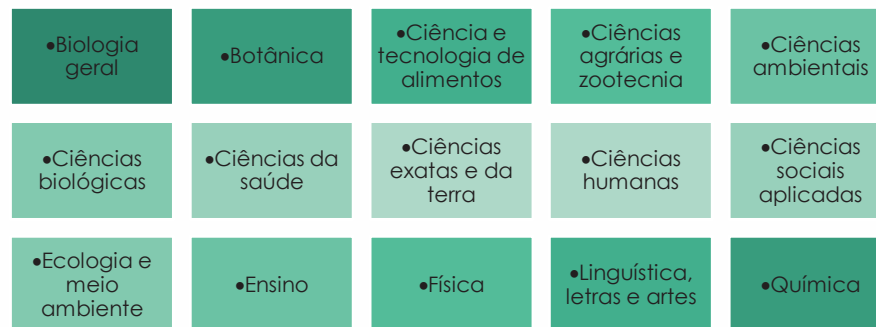 •Biologia
geral
•Botânica
•Ciência e
tecnologia de
alimentos
•Ciências
agrárias e
zootecnia
•Ciências
ambientais
•Ciências
biológicas
•Ciências da
saúde
•Ciências
exatas e da
terra
•Ciências
humanas
•Ciências
sociais
aplicadas
•Ecologia e
meio
ambiente
•Ensino
•Física
•Linguística,
letras e artes
•Química